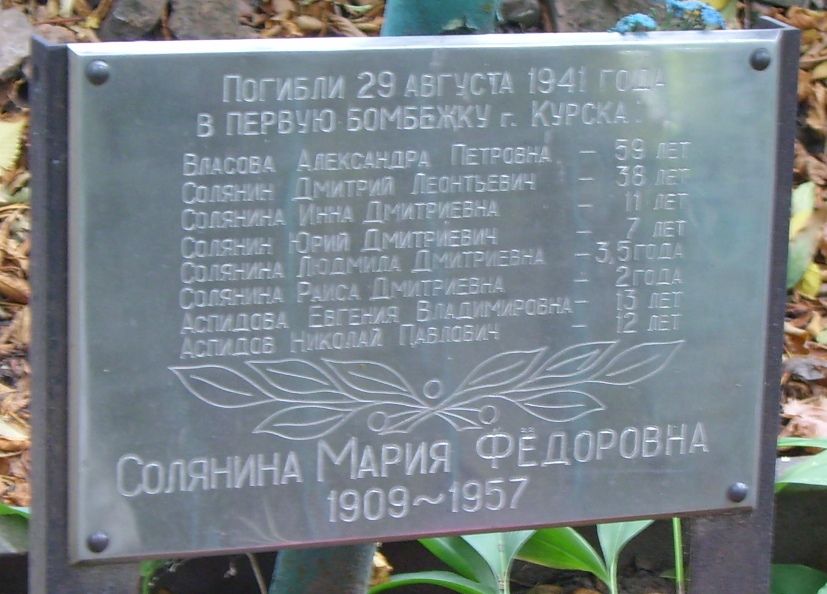 Погибли 29 августа 1941 года
в первую бомбежку г. Курска:
Власова Александра Петровна – 59 лет
Солянин Дмитрий Леонтьевич – 38 лет
Солянина Инна Дмитриевна – 11 лет
Солянин Юрий Дмитриевич – 7 лет
Солянина Людмила Дмитриевна – 3,5 года
Солянина Раиса Дмитриевна – 2 года
Аспидова Евгения Владимировна – 13 лет
Аспидов Николай Павлович – 12 лет
Солянина Мария Фёдоровна
1909~1957